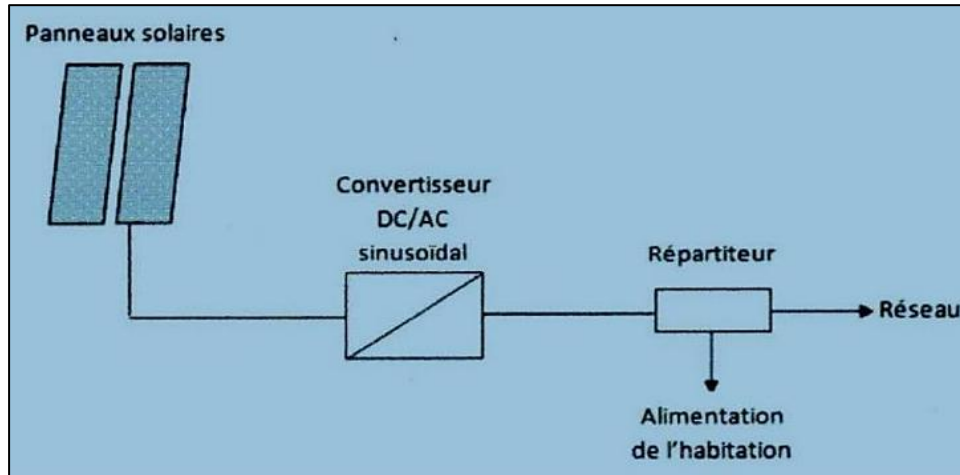 Panneaux solaires
Convertisseur
DC/AC
sinusoïdal
Répartiteur
Réseau
Alimentation
de l'habitation